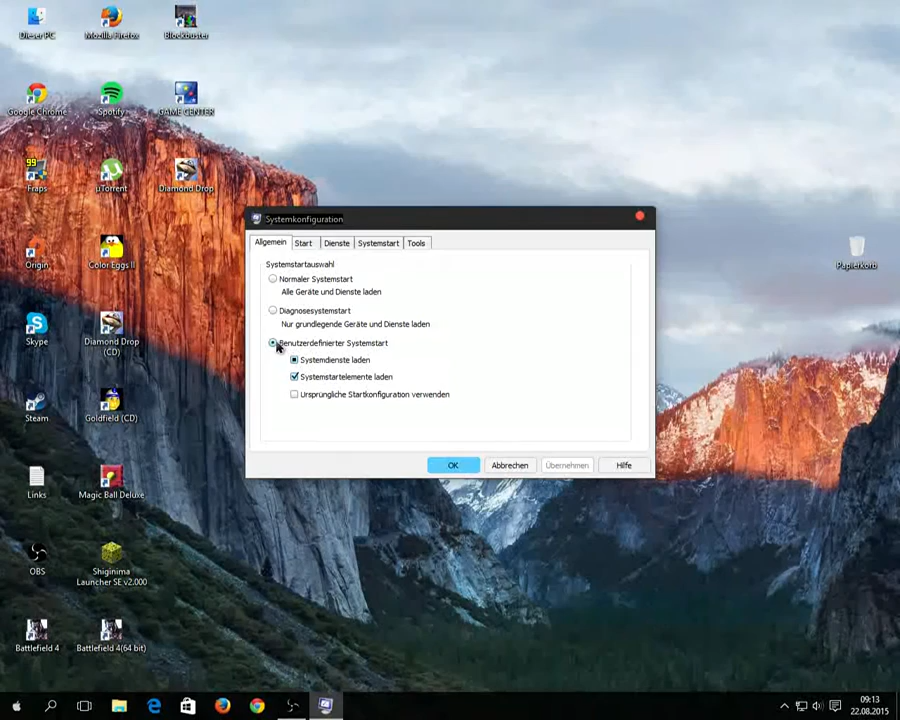 Dieser PC
Mozilla Firefox
Blockbuster
Google Chrome
Spotify
GAME CENTER
99
Fraps
µTorrent
Diamond Drop
Origin
Color Eggs II
Papierkorb
Skype
Diamond Drop
(CD)
Steam
Goldfield (CD)
Links
Magic Ball Deluxe
OBS
Shiginima
Launcher SE v2.000
Battlefield 4
Battlefield 4(64 bit)
Systemkonfiguration
Allgemein Start Dienste Systemstart Tools
Systemstartauswahl
Normaler Systemstart
Alle Geräte und Dienste laden
Diagnosesystemstart
Nur grundlegende Geräte und Dienste laden
Benutzerdefinierter Systemstart
Systemdienste laden
Systemstartelemente laden
Ursprüngliche Startkonfiguration verwenden
OK Abbrechen Übernehmen Hilfe
09:13
22.08.2015